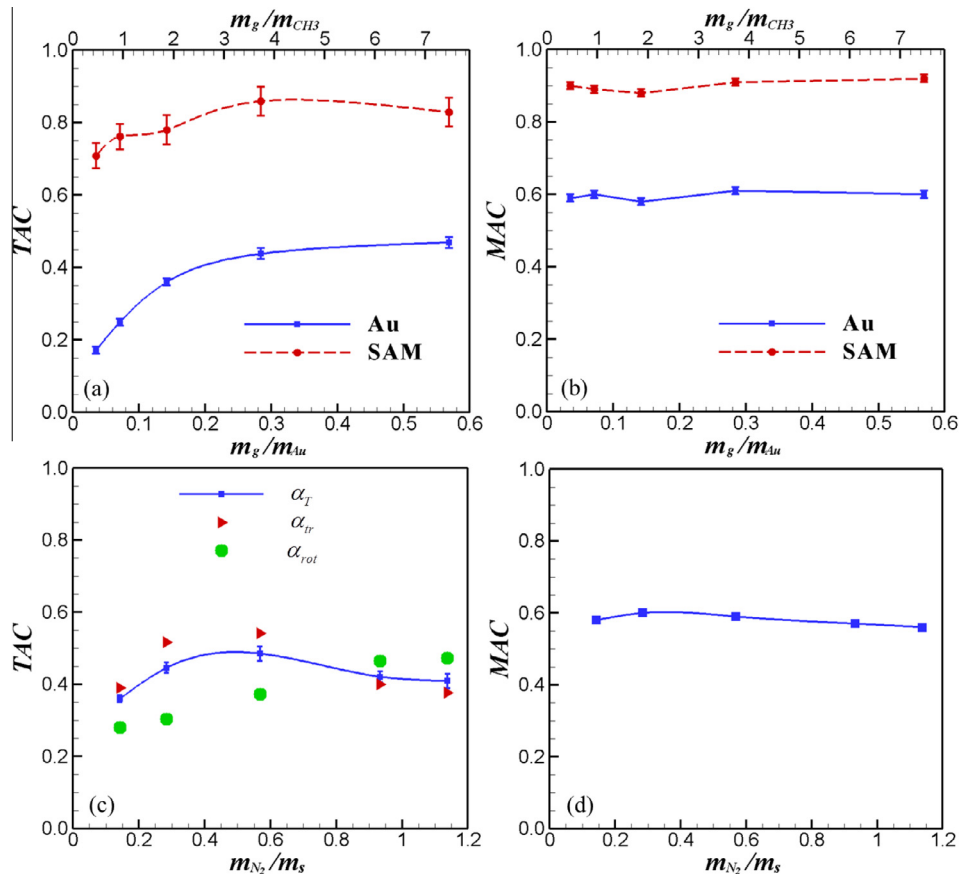 m_g/m_CH3
0 1 2 3 4 5 6 7
1.0
0.8
0.6
0.4
0.2
0.0
TAC
Au
SAM
(a)
0 0.1 0.2 0.3 0.4 0.5 0.6
m_g/m_Au
m_g/m_CH3
0 1 2 3 4 5 6 7
1.0
0.8
0.6
0.4
0.2
0.0
MAC
Au
SAM
(b)
0 0.1 0.2 0.3 0.4 0.5 0.6
m_g/m_Au
1.0
0.8
0.6
0.4
0.2
0.0
TAC
α_T
α_tr
α_rot
(c)
0 0.2 0.4 0.6 0.8 1 1.2
m_N2/m_s
1.0
0.8
0.6
0.4
0.2
0.0
MAC
(d)
0 0.2 0.4 0.6 0.8 1 1.2
m_N2/m_s